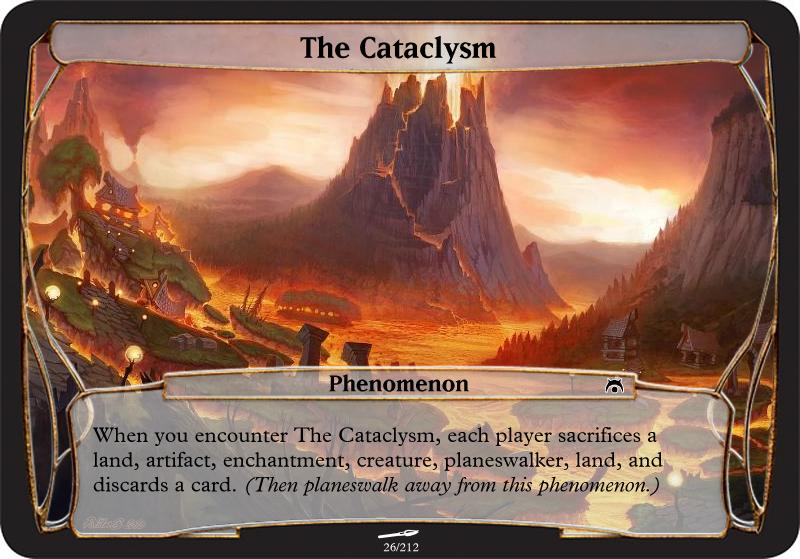 The Cataclysm
Phenomenon
When you encounter The Cataclysm, each player sacrifices a
land, artifact, enchantment, creature, planeswalker, land, and
discards a card. (Then planeswalk away from this phenomenon.)
26/212